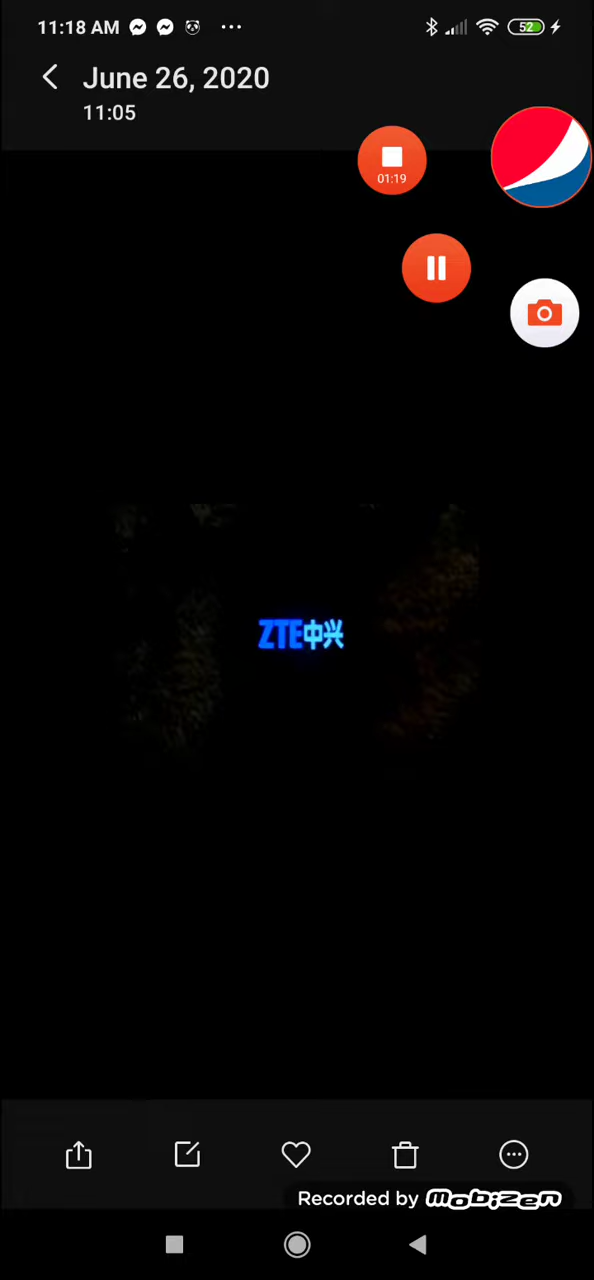 11:18 AM
52
June 26, 2020
11:05
01:19
ZTE中兴
Recorded by mobizen